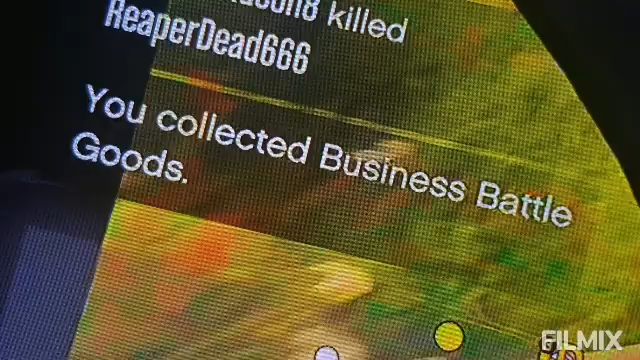 killed
ReaperDead666
You collected Business Battle
Goods.
FILMIX